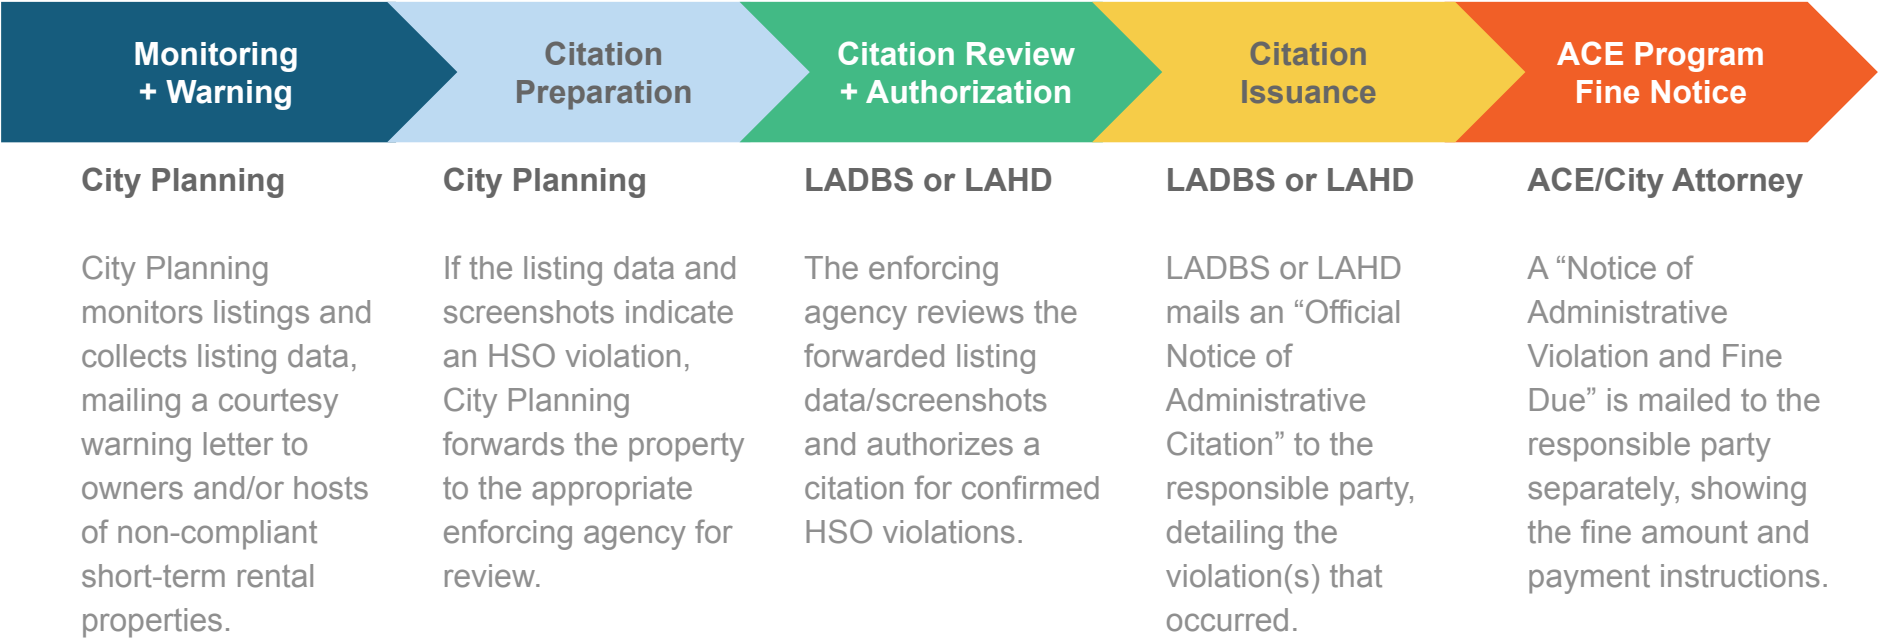 Monitoring
+ Warning
Citation
Preparation
Citation Review
+ Authorization
Citation
Issuance
ACE Program
Fine Notice
City Planning
City Planning
monitors listings and
collects listing data,
mailing a courtesy
warning letter to
owners and/or hosts
of non-compliant
short-term rental
properties.
City Planning
If the listing data and
screenshots indicate
an HSO violation,
City Planning
forwards the property
to the appropriate
enforcing agency for
review.
LADBS or LAHD
The enforcing
agency reviews the
forwarded listing
data/screenshots
and authorizes a
citation for confirmed
HSO violations.
LADBS or LAHD
LADBS or LAHD
mails an “Official
Notice of
Administrative
Citation” to the
responsible party,
detailing the
violation(s) that
occurred.
ACE/City Attorney
A “Notice of
Administrative
Violation and Fine
Due” is mailed to the
responsible party
separately, showing
the fine amount and
payment instructions.